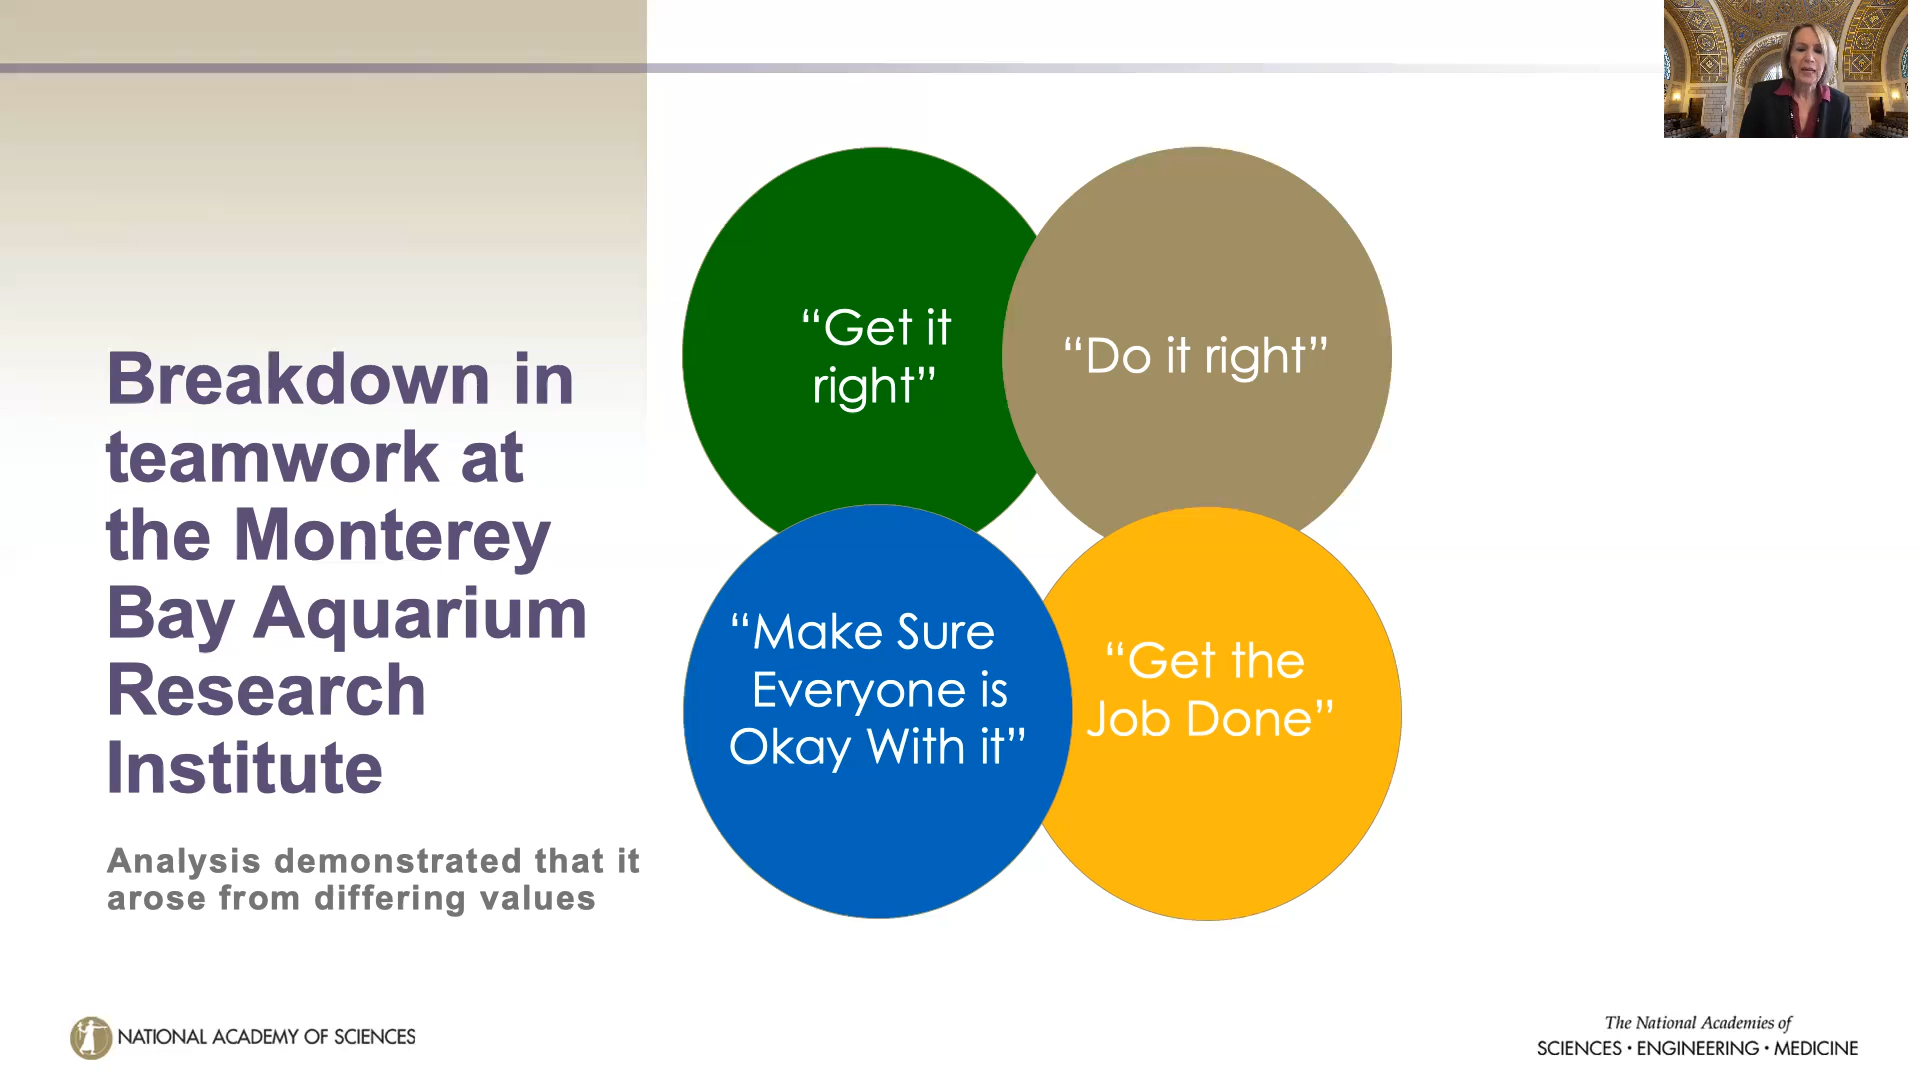 Breakdown in
teamwork at
the Monterey
Bay Aquarium
Research
Institute
Analysis demonstrated that it
arose from differing values
“Get it
right”
“Do it right”
“Make Sure
Everyone is
Okay With it”
“Get the
Job Done”
NATIONAL ACADEMY OF SCIENCES
The National Academies of
SCIENCES • ENGINEERING • MEDICINE